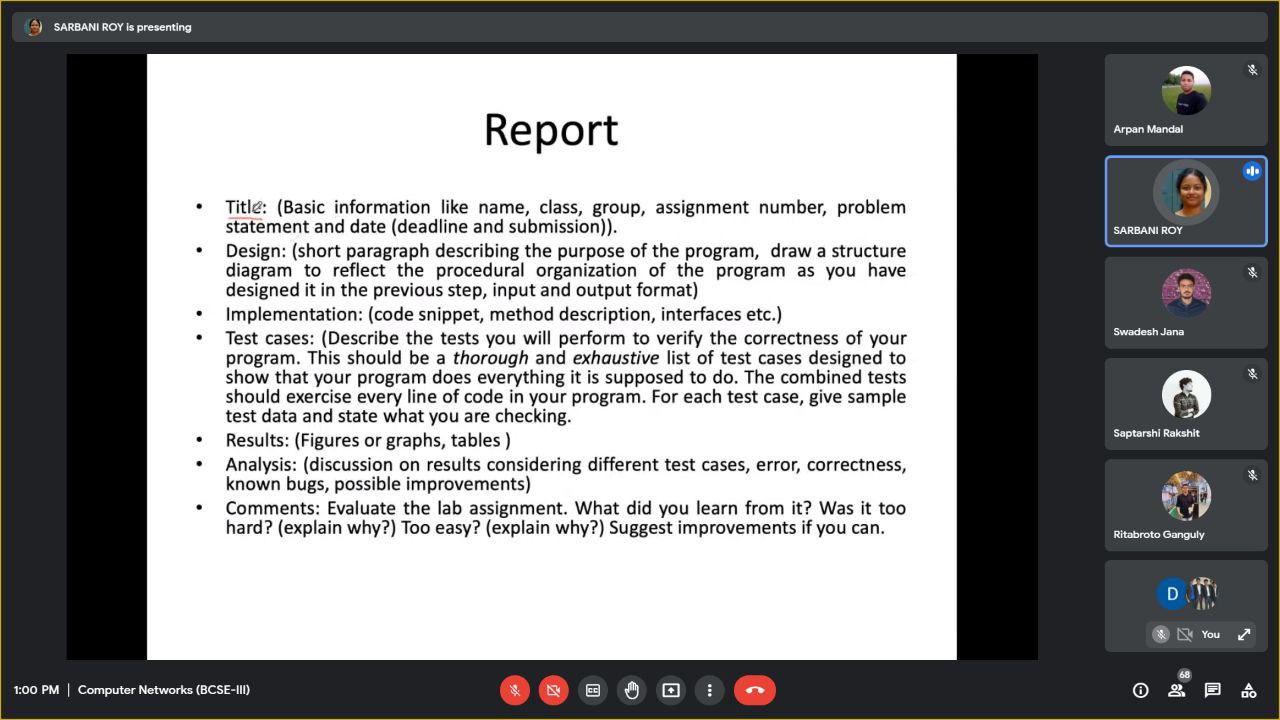 SARBANI ROY is presenting
Report
• Title: (Basic information like name, class, group, assignment number, problem
statement and date (deadline and submission)).
• Design: (short paragraph describing the purpose of the program, draw a structure
diagram to reflect the procedural organization of the program as you have
designed it in the previous step, input and output format)
• Implementation: (code snippet, method description, interfaces etc.)
• Test cases: (Describe the tests you will perform to verify the correctness of your
program. This should be a thorough and exhaustive list of test cases designed to
show that your program does everything it is supposed to do. The combined tests
should exercise every line of code in your program. For each test case, give sample
test data and state what you are checking.
• Results: (Figures or graphs, tables )
• Analysis: (discussion on results considering different test cases, error, correctness,
known bugs, possible improvements)
• Comments: Evaluate the lab assignment. What did you learn from it? Was it too
hard? (explain why?) Too easy? (explain why?) Suggest improvements if you can.
Arpan Mandal
SARBANI ROY
Swadesh Jana
Saptarshi Rakshit
Ritabroto Ganguly
D
You
1:00 PM | Computer Networks (BCSE-III)
CC
68